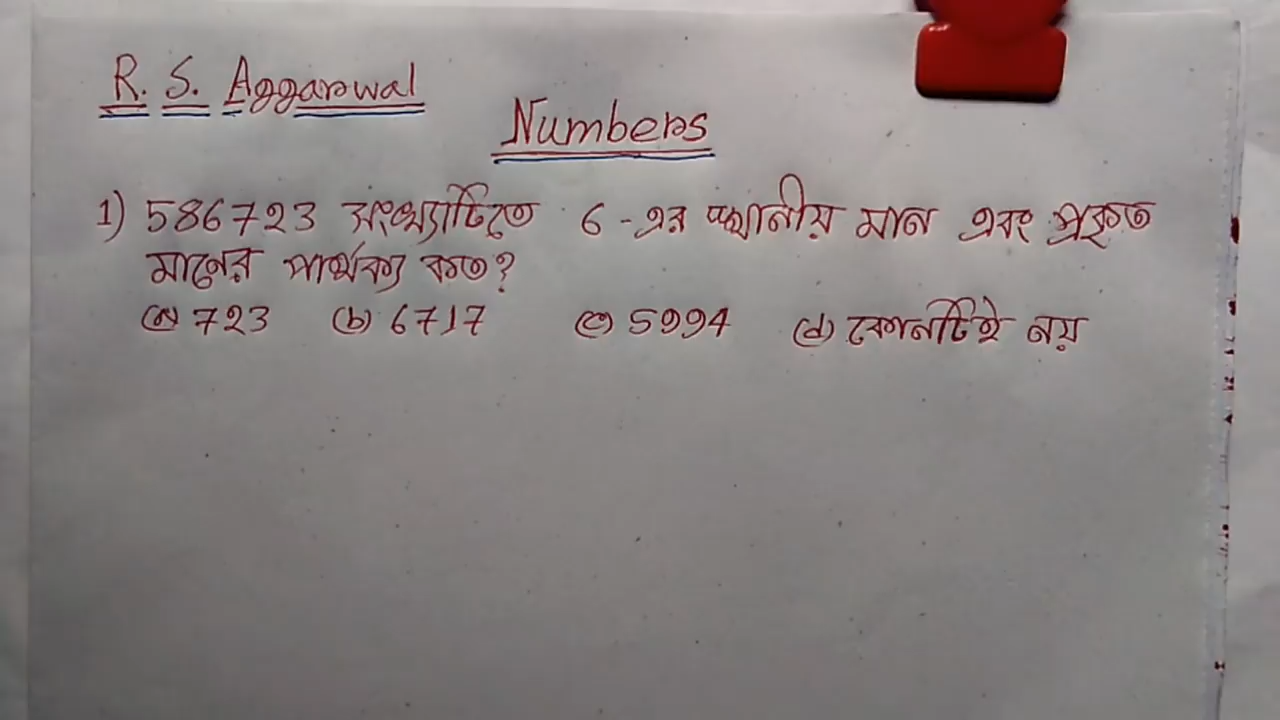 R. S. Aggarwal
Numbers
1) 586723 সংখ্যাটিতে 6 -এর স্থানীয় মান এবং প্রকৃত
মানের পার্থক্য কত?
(a) 723 (b) 6717 (c) 5994 (d) কোনটিই নয়